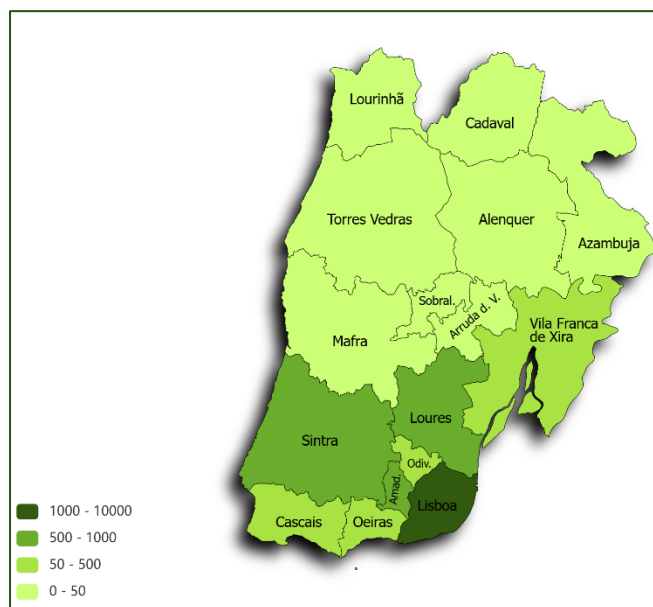 Lourinhã
Cadaval
Torres Vedras
Alenquer
Azambuja
Sobral.
Arruda d. V.
Mafra
Vila Franca
de Xira
Loures
Sintra
Odiv.
Amad.
Lisboa
Cascais
Oeiras
1000 - 10000
500 - 1000
50 - 500
0 - 50